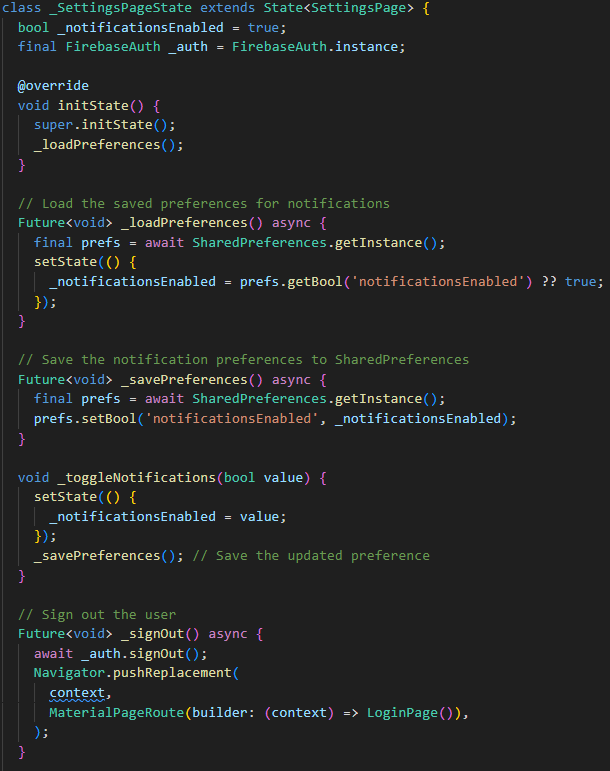 class _SettingsPageState extends State<SettingsPage> {
  bool _notificationsEnabled = true;
  final FirebaseAuth _auth = FirebaseAuth.instance;

  @override
  void initState() {
    super.initState();
    _loadPreferences();
  }

  // Load the saved preferences for notifications
  Future<void> _loadPreferences() async {
    final prefs = await SharedPreferences.getInstance();
    setState(() {
      _notificationsEnabled = prefs.getBool('notificationsEnabled') ?? true;
    });
  }

  // Save the notification preferences to SharedPreferences
  Future<void> _savePreferences() async {
    final prefs = await SharedPreferences.getInstance();
    prefs.setBool('notificationsEnabled', _notificationsEnabled);
  }

  void _toggleNotifications(bool value) {
    setState(() {
      _notificationsEnabled = value;
    });
    _savePreferences(); // Save the updated preference
  }

  // Sign out the user
  Future<void> _signOut() async {
    await _auth.signOut();
    Navigator.pushReplacement(
      context,
      MaterialPageRoute(builder: (context) => LoginPage()),
    );
  }